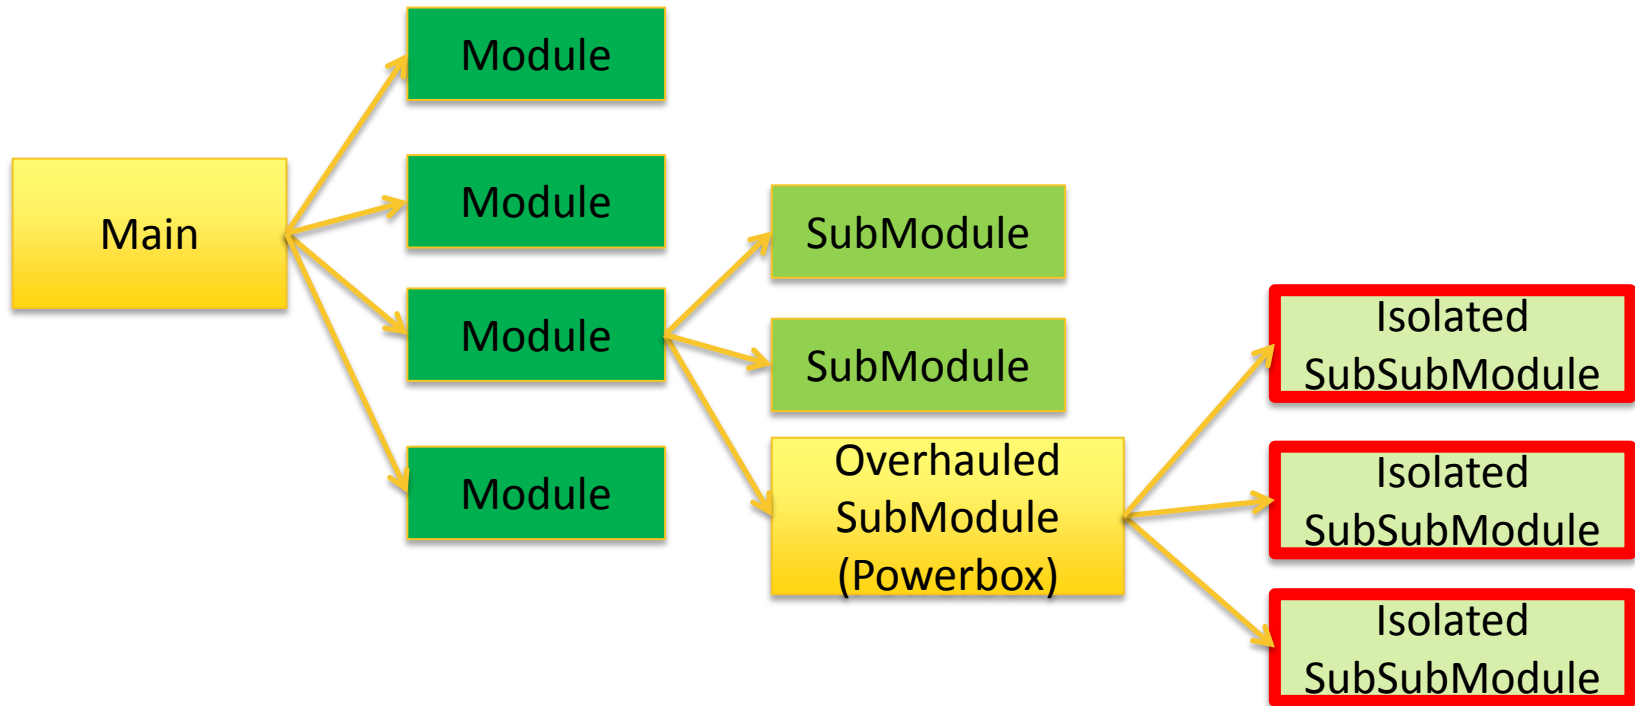 Main
Module
Module
Module
Module
SubModule
SubModule
Overhauled
SubModule
(Powerbox)
Isolated
SubSubModule
Isolated
SubSubModule
Isolated
SubSubModule